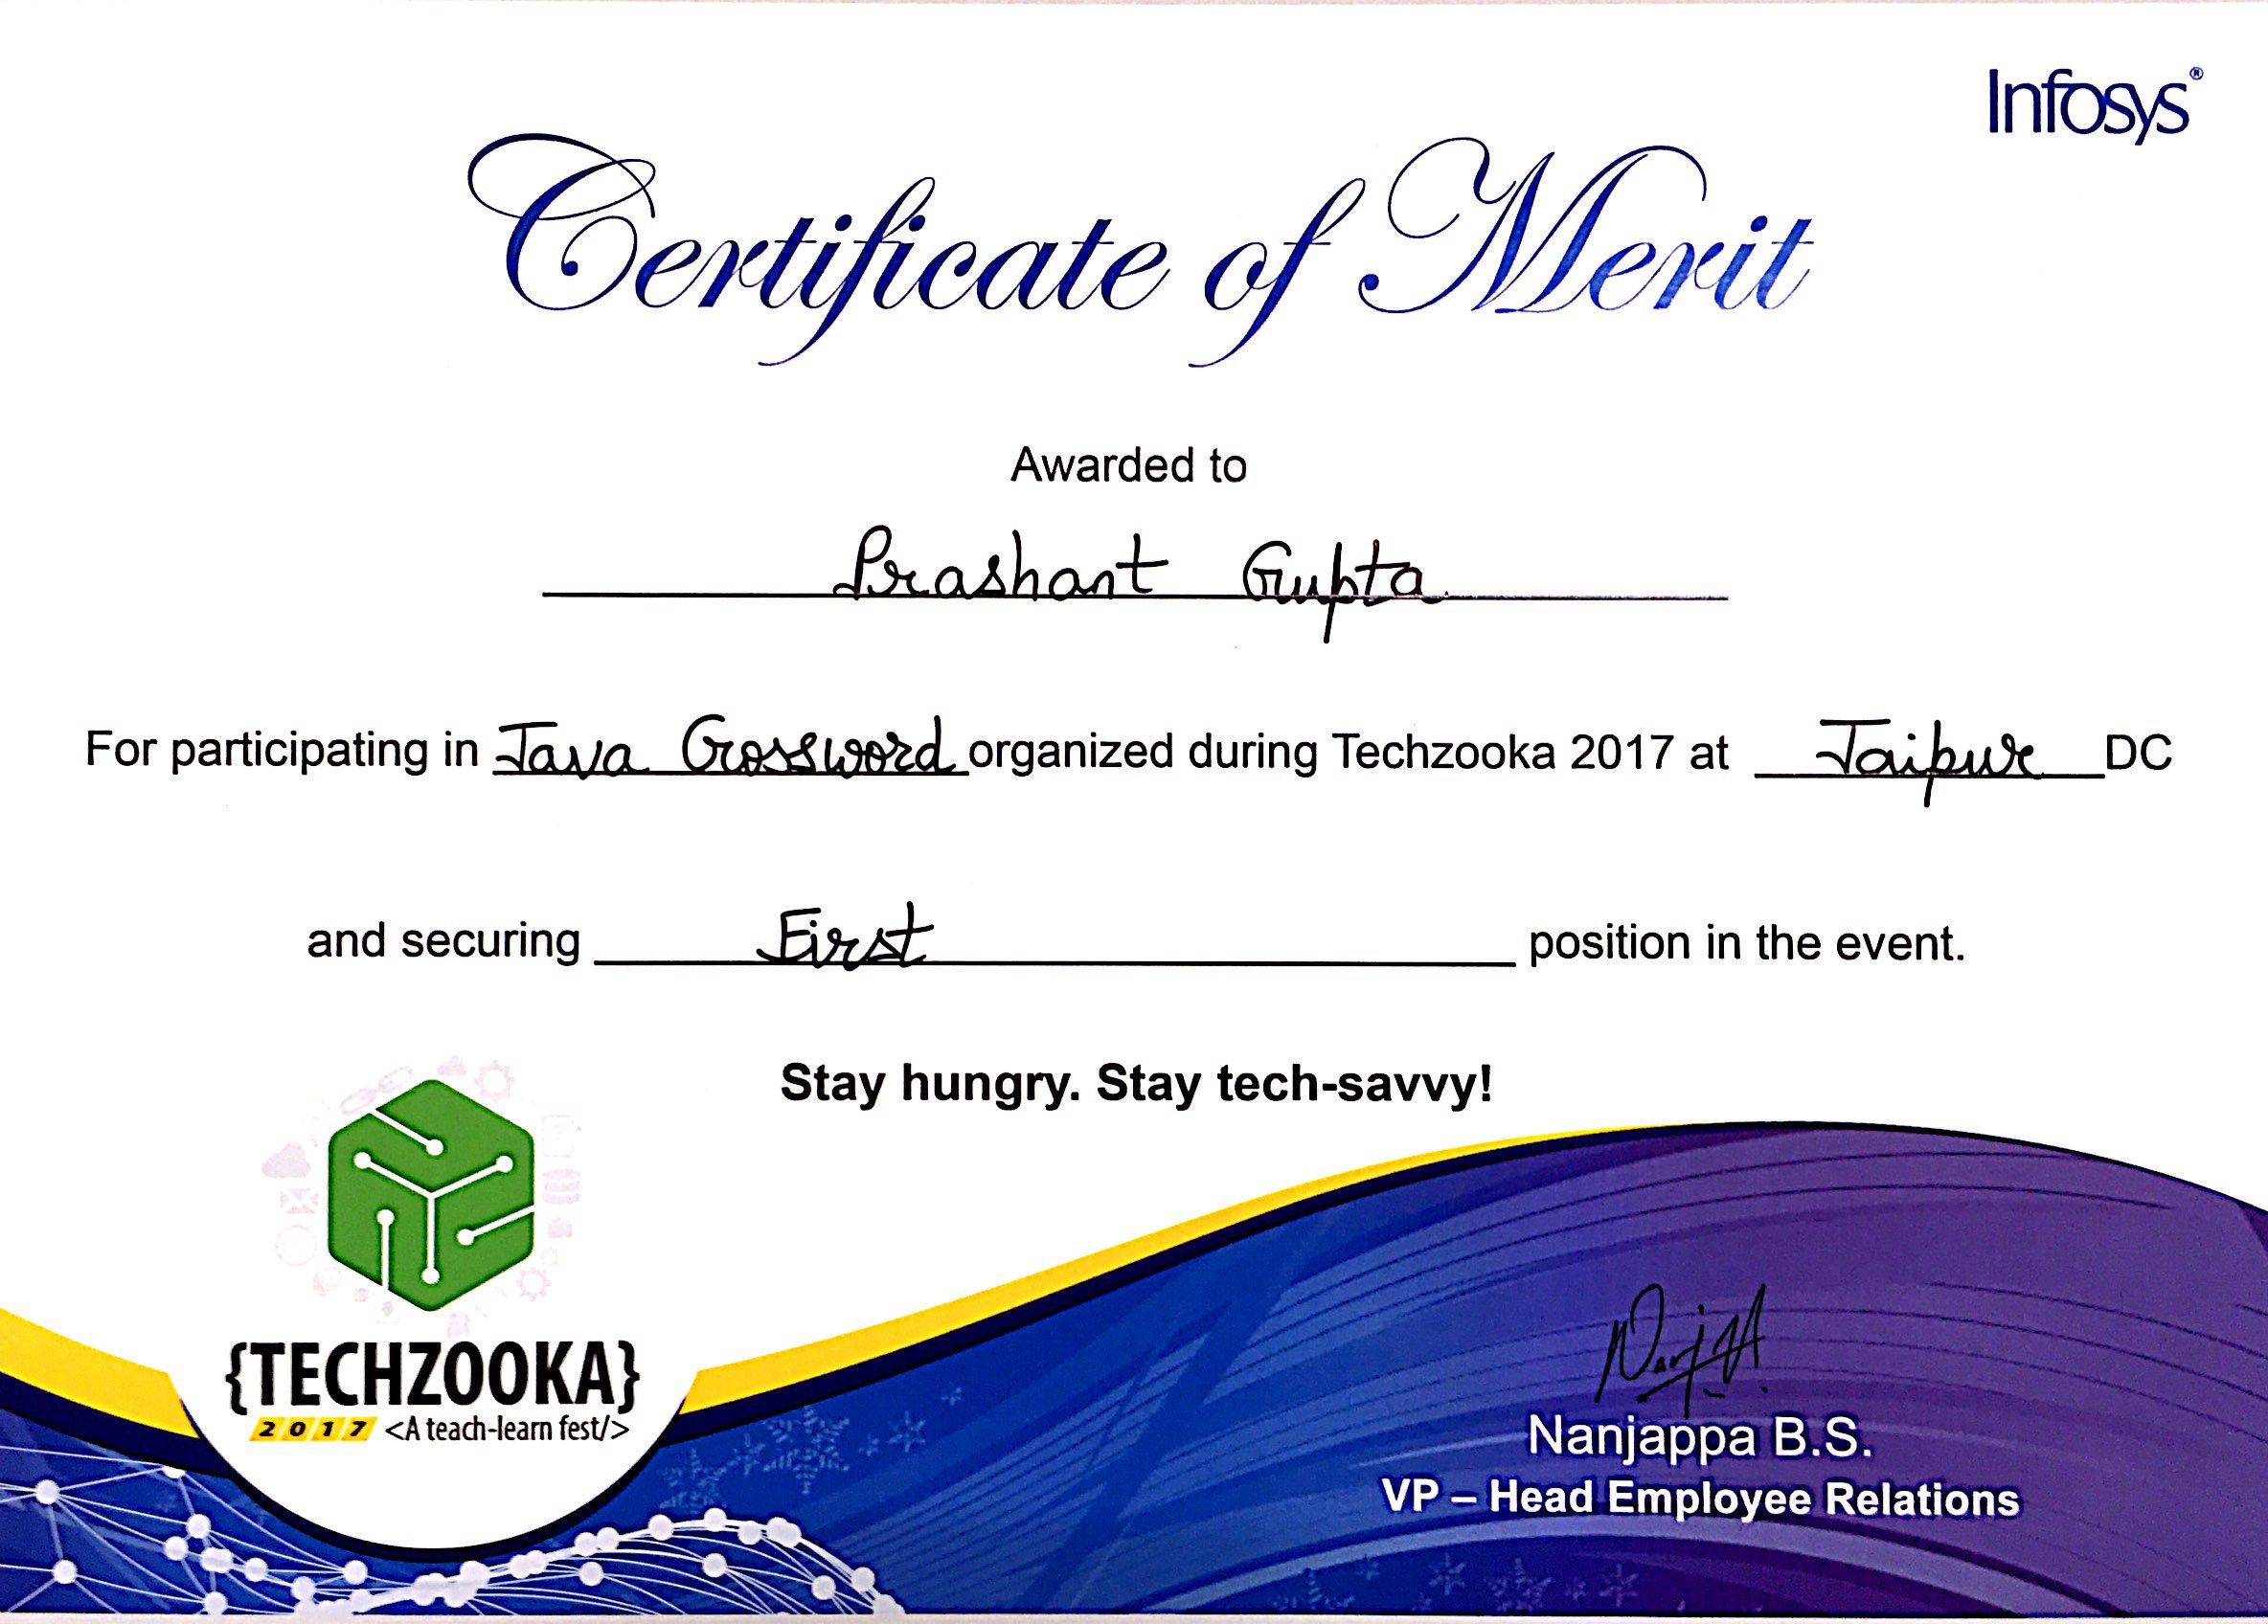 Infosys®
Certificate of Merit
Awarded to
Prashant Gupta
For participating in Java Crossword organized during Techzooka 2017 at Jaipur DC
and securing First position in the event.
Stay hungry. Stay tech-savvy!
{TECHZOOKA}
2017 <A teach-learn fest/>
Nanjappa B.S.
VP – Head Employee Relations